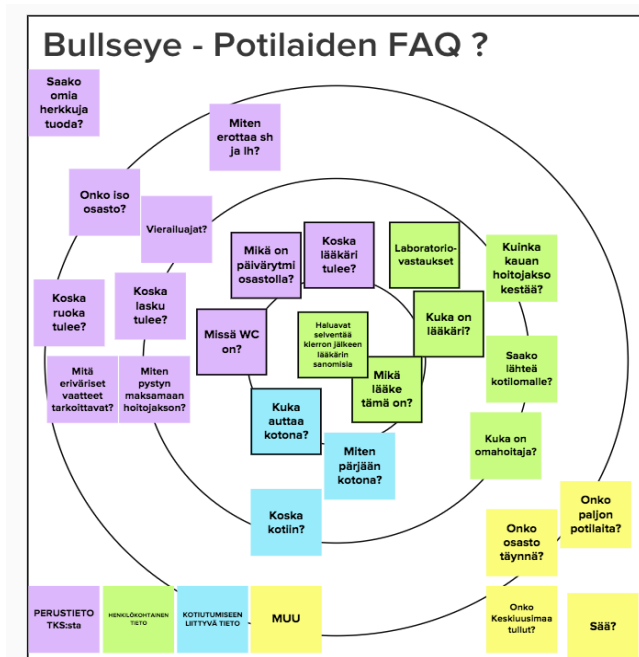 Bullseye - Potilaiden FAQ ?
Saako
omia
herkkuja
tuoda?
Miten
erottaa sh
ja lh?
Onko iso
osasto?
Vierailuajat?
Mikä on
päivärytmi
osastolla?
Koska
lääkäri
tulee?
Laboratorio-
vastaukset
Kuinka
kauan
hoitojakso
kestää?
Koska
ruoka
tulee?
Koska
lasku
tulee?
Missä WC
on?
Haluavat
selventää
kierron jälkeen
lääkärin
sanomisia
Kuka on
lääkäri?
Mikä
lääke
tämä on?
Saako
lähteä
kotilomalle?
Mitä
eriväriset
vaatteet
tarkoittavat?
Miten
pystyn
maksamaan
hoitojakson?
Kuka
auttaa
kotona?
Miten
pärjään
kotona?
Kuka on
omahoitaja?
Koska
kotiin?
Onko
osasto
täynnä?
Onko
paljon
potilaita?
PERUSTIETO
TKS:sta
HENKILÖKOHTAINEN
TIETO
KOTIUTUMISEEN
LIITTYVÄ TIETO
MUU
Onko
Keskiuusimaa
tullut?
Sää?